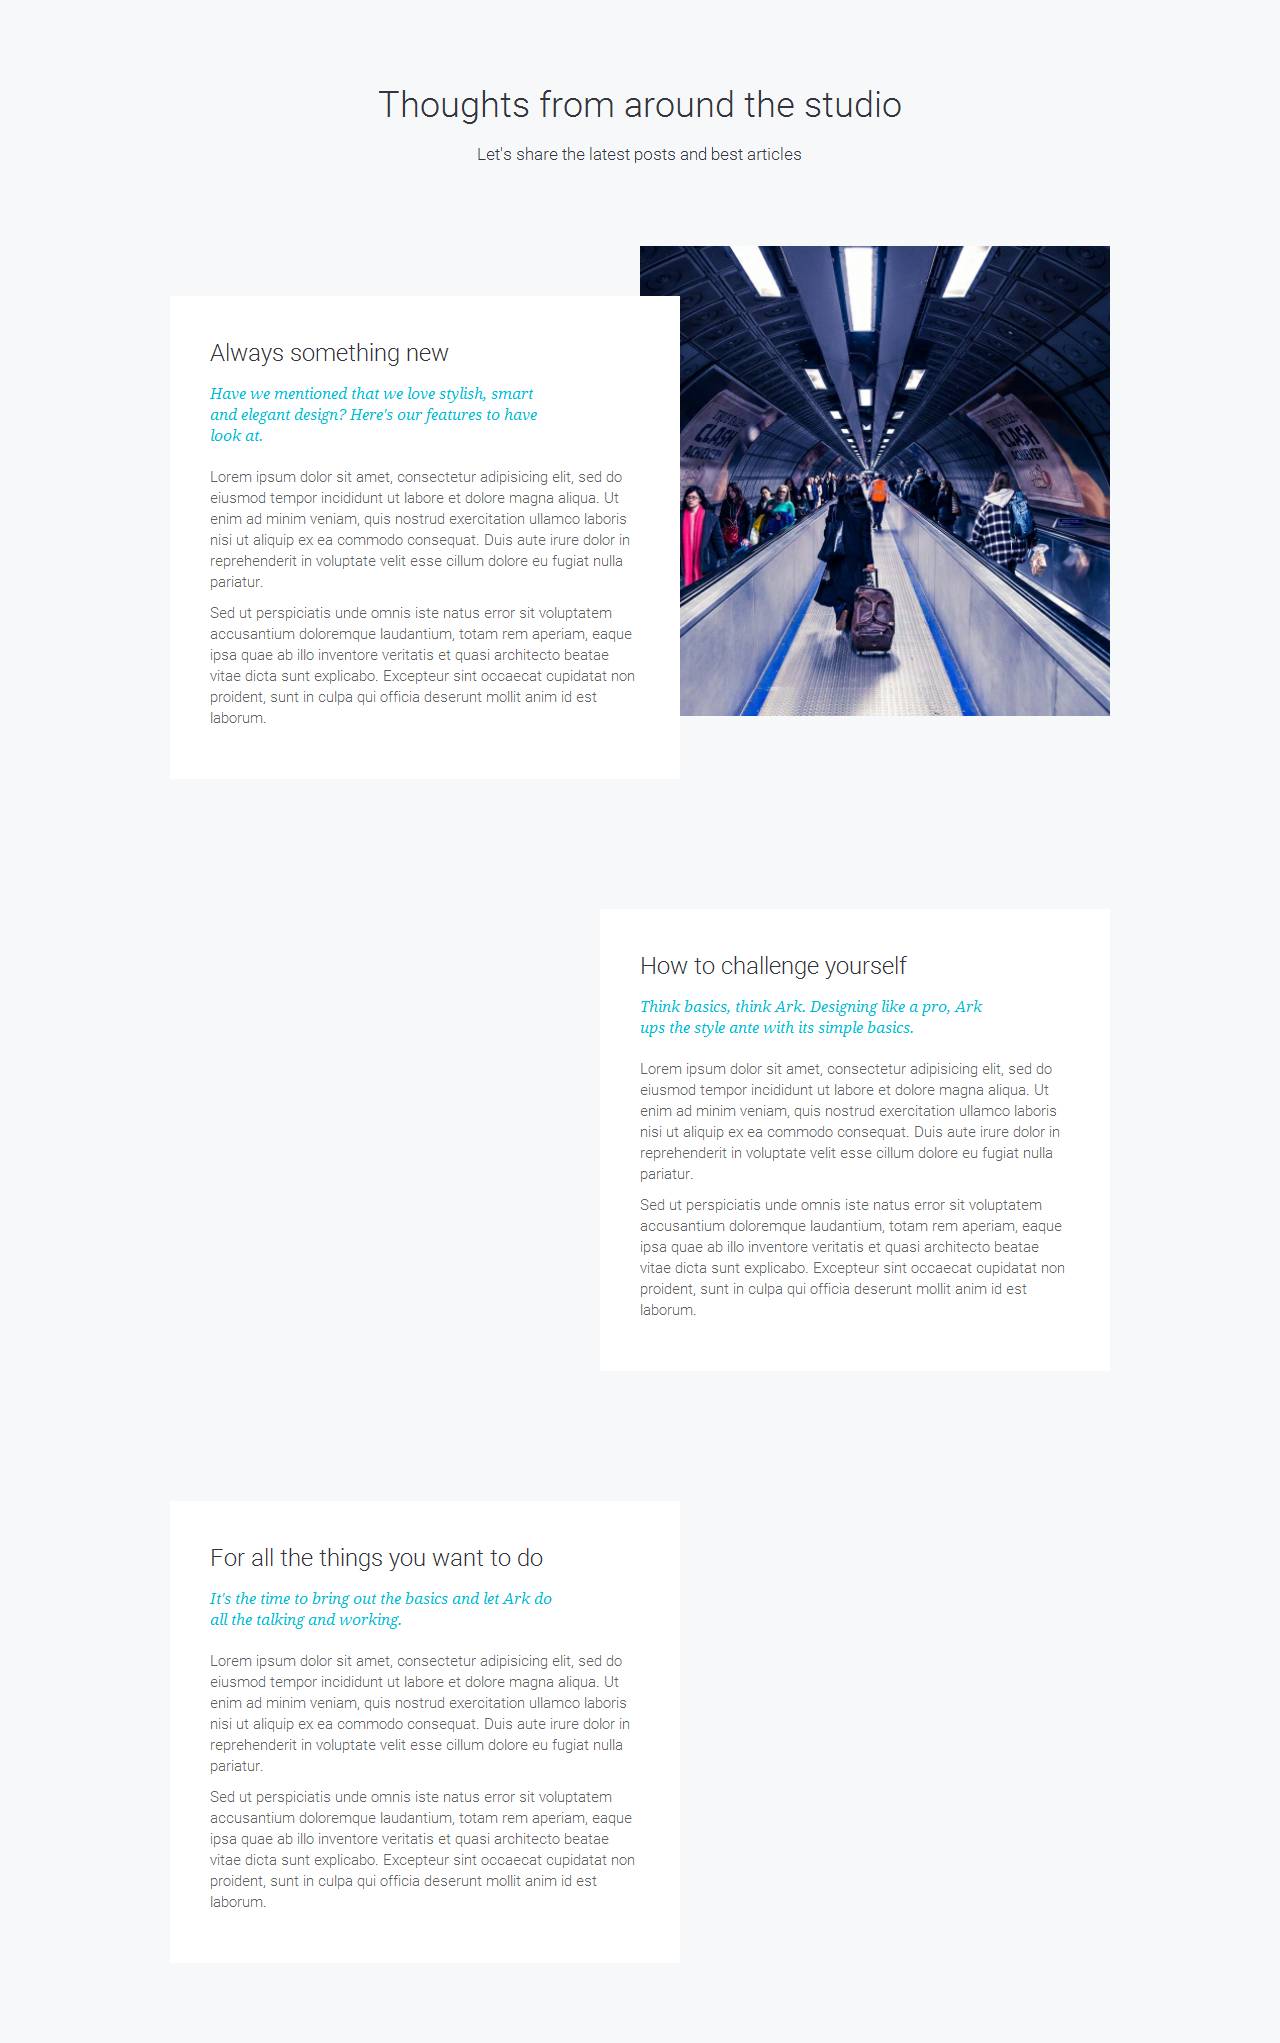 Thoughts from around the studio
Let's share the latest posts and best articles
Always something new
Have we mentioned that we love stylish, smart
and elegant design? Here's our features to have
look at.
Lorem ipsum dolor sit amet, consectetur adipisicing elit, sed do
eiusmod tempor incididunt ut labore et dolore magna aliqua. Ut
enim ad minim veniam, quis nostrud exercitation ullamco laboris
nisi ut aliquip ex ea commodo consequat. Duis aute irure dolor in
reprehenderit in voluptate velit esse cillum dolore eu fugiat nulla
pariatur.
Sed ut perspiciatis unde omnis iste natus error sit voluptatem
accusantium doloremque laudantium, totam rem aperiam, eaque
ipsa quae ab illo inventore veritatis et quasi architecto beatae
vitae dicta sunt explicabo. Excepteur sint occaecat cupidatat non
proident, sunt in culpa qui officia deserunt mollit anim id est
laborum.
CLASH
CLASH
How to challenge yourself
Think basics, think Ark. Designing like a pro, Ark
ups the style ante with its simple basics.
Lorem ipsum dolor sit amet, consectetur adipisicing elit, sed do
eiusmod tempor incididunt ut labore et dolore magna aliqua. Ut
enim ad minim veniam, quis nostrud exercitation ullamco laboris
nisi ut aliquip ex ea commodo consequat. Duis aute irure dolor in
reprehenderit in voluptate velit esse cillum dolore eu fugiat nulla
pariatur.
Sed ut perspiciatis unde omnis iste natus error sit voluptatem
accusantium doloremque laudantium, totam rem aperiam, eaque
ipsa quae ab illo inventore veritatis et quasi architecto beatae
vitae dicta sunt explicabo. Excepteur sint occaecat cupidatat non
proident, sunt in culpa qui officia deserunt mollit anim id est
laborum.
For all the things you want to do
It's the time to bring out the basics and let Ark do
all the talking and working.
Lorem ipsum dolor sit amet, consectetur adipisicing elit, sed do
eiusmod tempor incididunt ut labore et dolore magna aliqua. Ut
enim ad minim veniam, quis nostrud exercitation ullamco laboris
nisi ut aliquip ex ea commodo consequat. Duis aute irure dolor in
reprehenderit in voluptate velit esse cillum dolore eu fugiat nulla
pariatur.
Sed ut perspiciatis unde omnis iste natus error sit voluptatem
accusantium doloremque laudantium, totam rem aperiam, eaque
ipsa quae ab illo inventore veritatis et quasi architecto beatae
vitae dicta sunt explicabo. Excepteur sint occaecat cupidatat non
proident, sunt in culpa qui officia deserunt mollit anim id est
laborum.